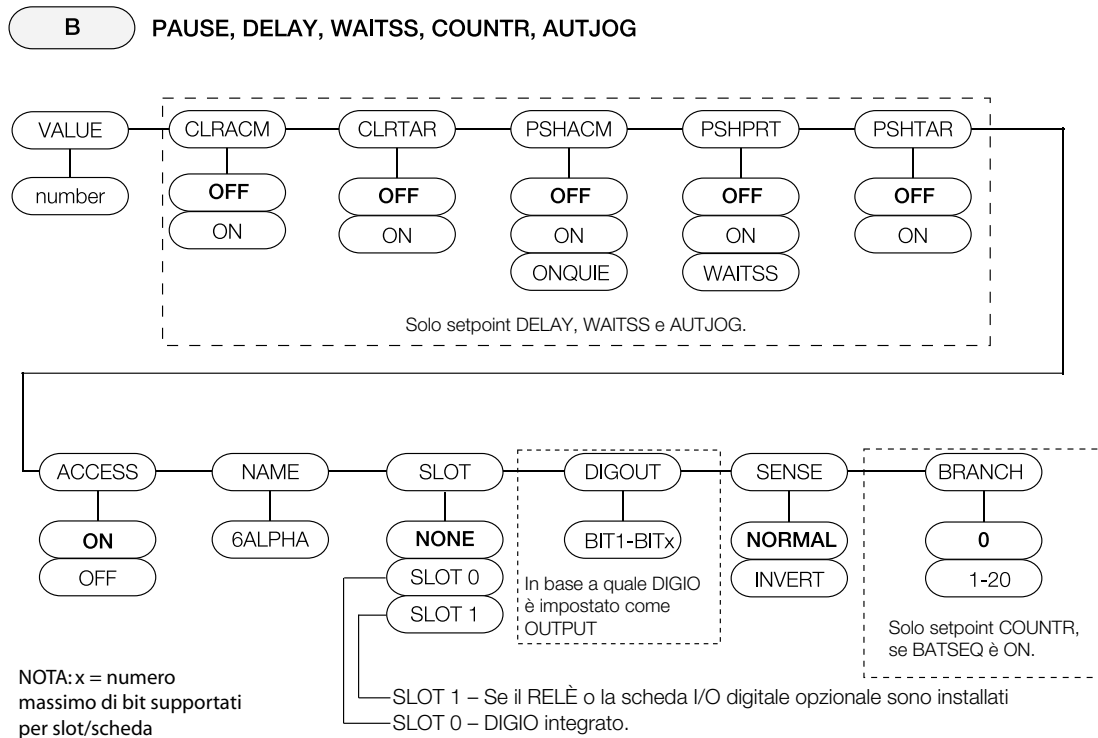 B PAUSE, DELAY, WAITSS, COUNTR, AUTJOG
VALUE CLRACM CLRTAR PSHACM PSHPRT PSHTAR
number OFF OFF OFF OFF OFF
ON ON ON ON ON
ONQUIE WAITSS
Solo setpoint DELAY, WAITSS e AUTJOG.
ACCESS NAME SLOT DIGOUT SENSE BRANCH
ON 6ALPHA NONE BIT1-BITx NORMAL 0
OFF SLOT 0 INVERT 1-20
SLOT 1
In base a quale DIGIO
è impostato come
OUTPUT
Solo setpoint COUNTR,
se BATSEQ è ON.
NOTA: x = numero
massimo di bit supportati
per slot/scheda
SLOT 1 – Se il RELÈ o la scheda I/O digitale opzionale sono installati
SLOT 0 – DIGIO integrato.